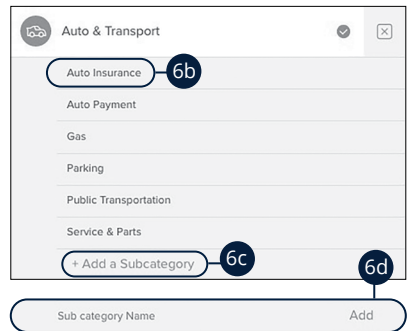 Auto & Transport
Auto Insurance 6b
Auto Payment
Gas
Parking
Public Transportation
Service & Parts
+ Add a Subcategory 6c
6d
Sub category Name Add